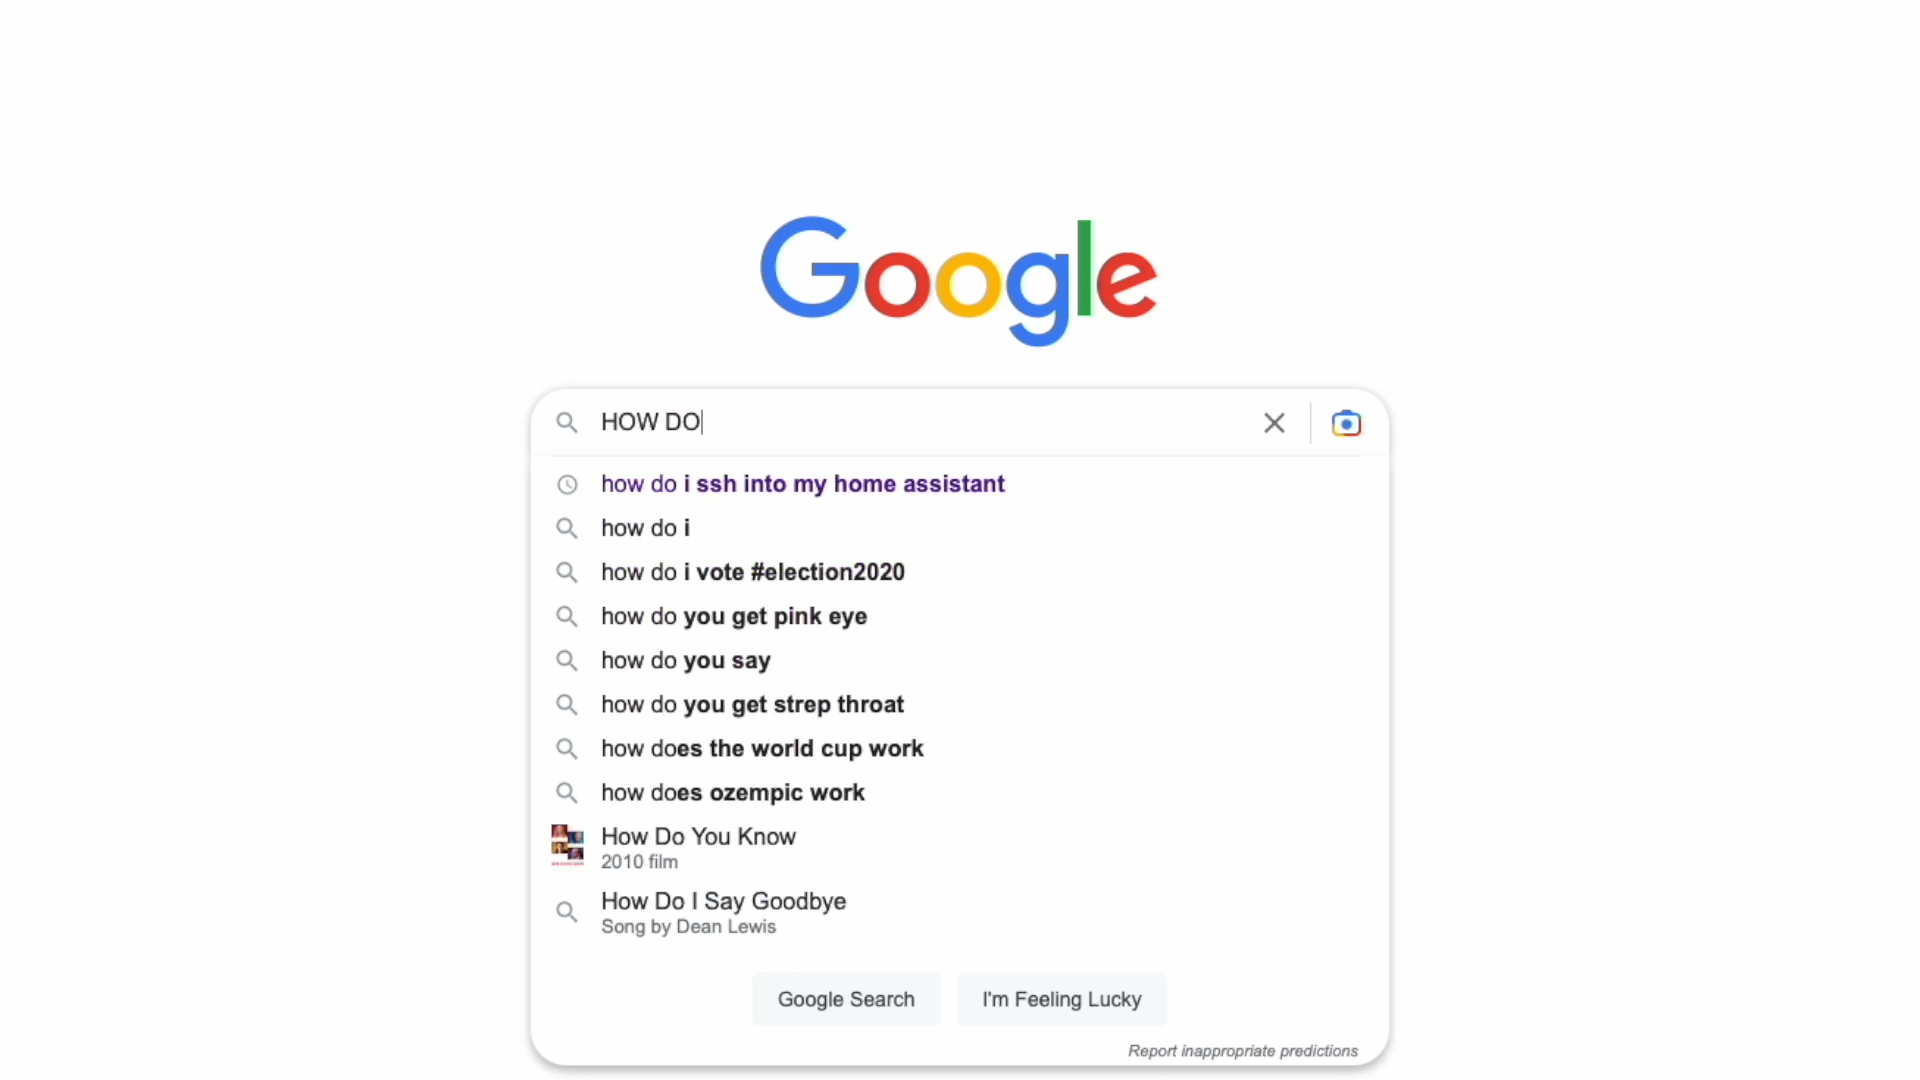 Google
HOW DO
how do i ssh into my home assistant
how do i
how do i vote #election2020
how do you get pink eye
how do you say
how do you get strep throat
how does the world cup work
how does ozempic work
How Do You Know
2010 film
How Do I Say Goodbye
Song by Dean Lewis
Google Search
I'm Feeling Lucky
Report inappropriate predictions